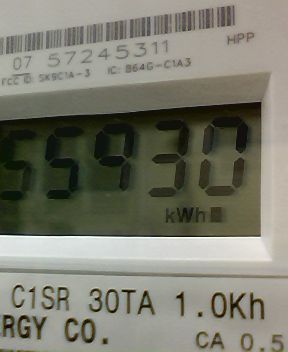 07 57245311
HPP
FCC ID: SK9C1A-3 IC: B64G-C1A3
55930
kWh
C1SR 30TA 1.0Kh
RGY CO.
CA 0.5